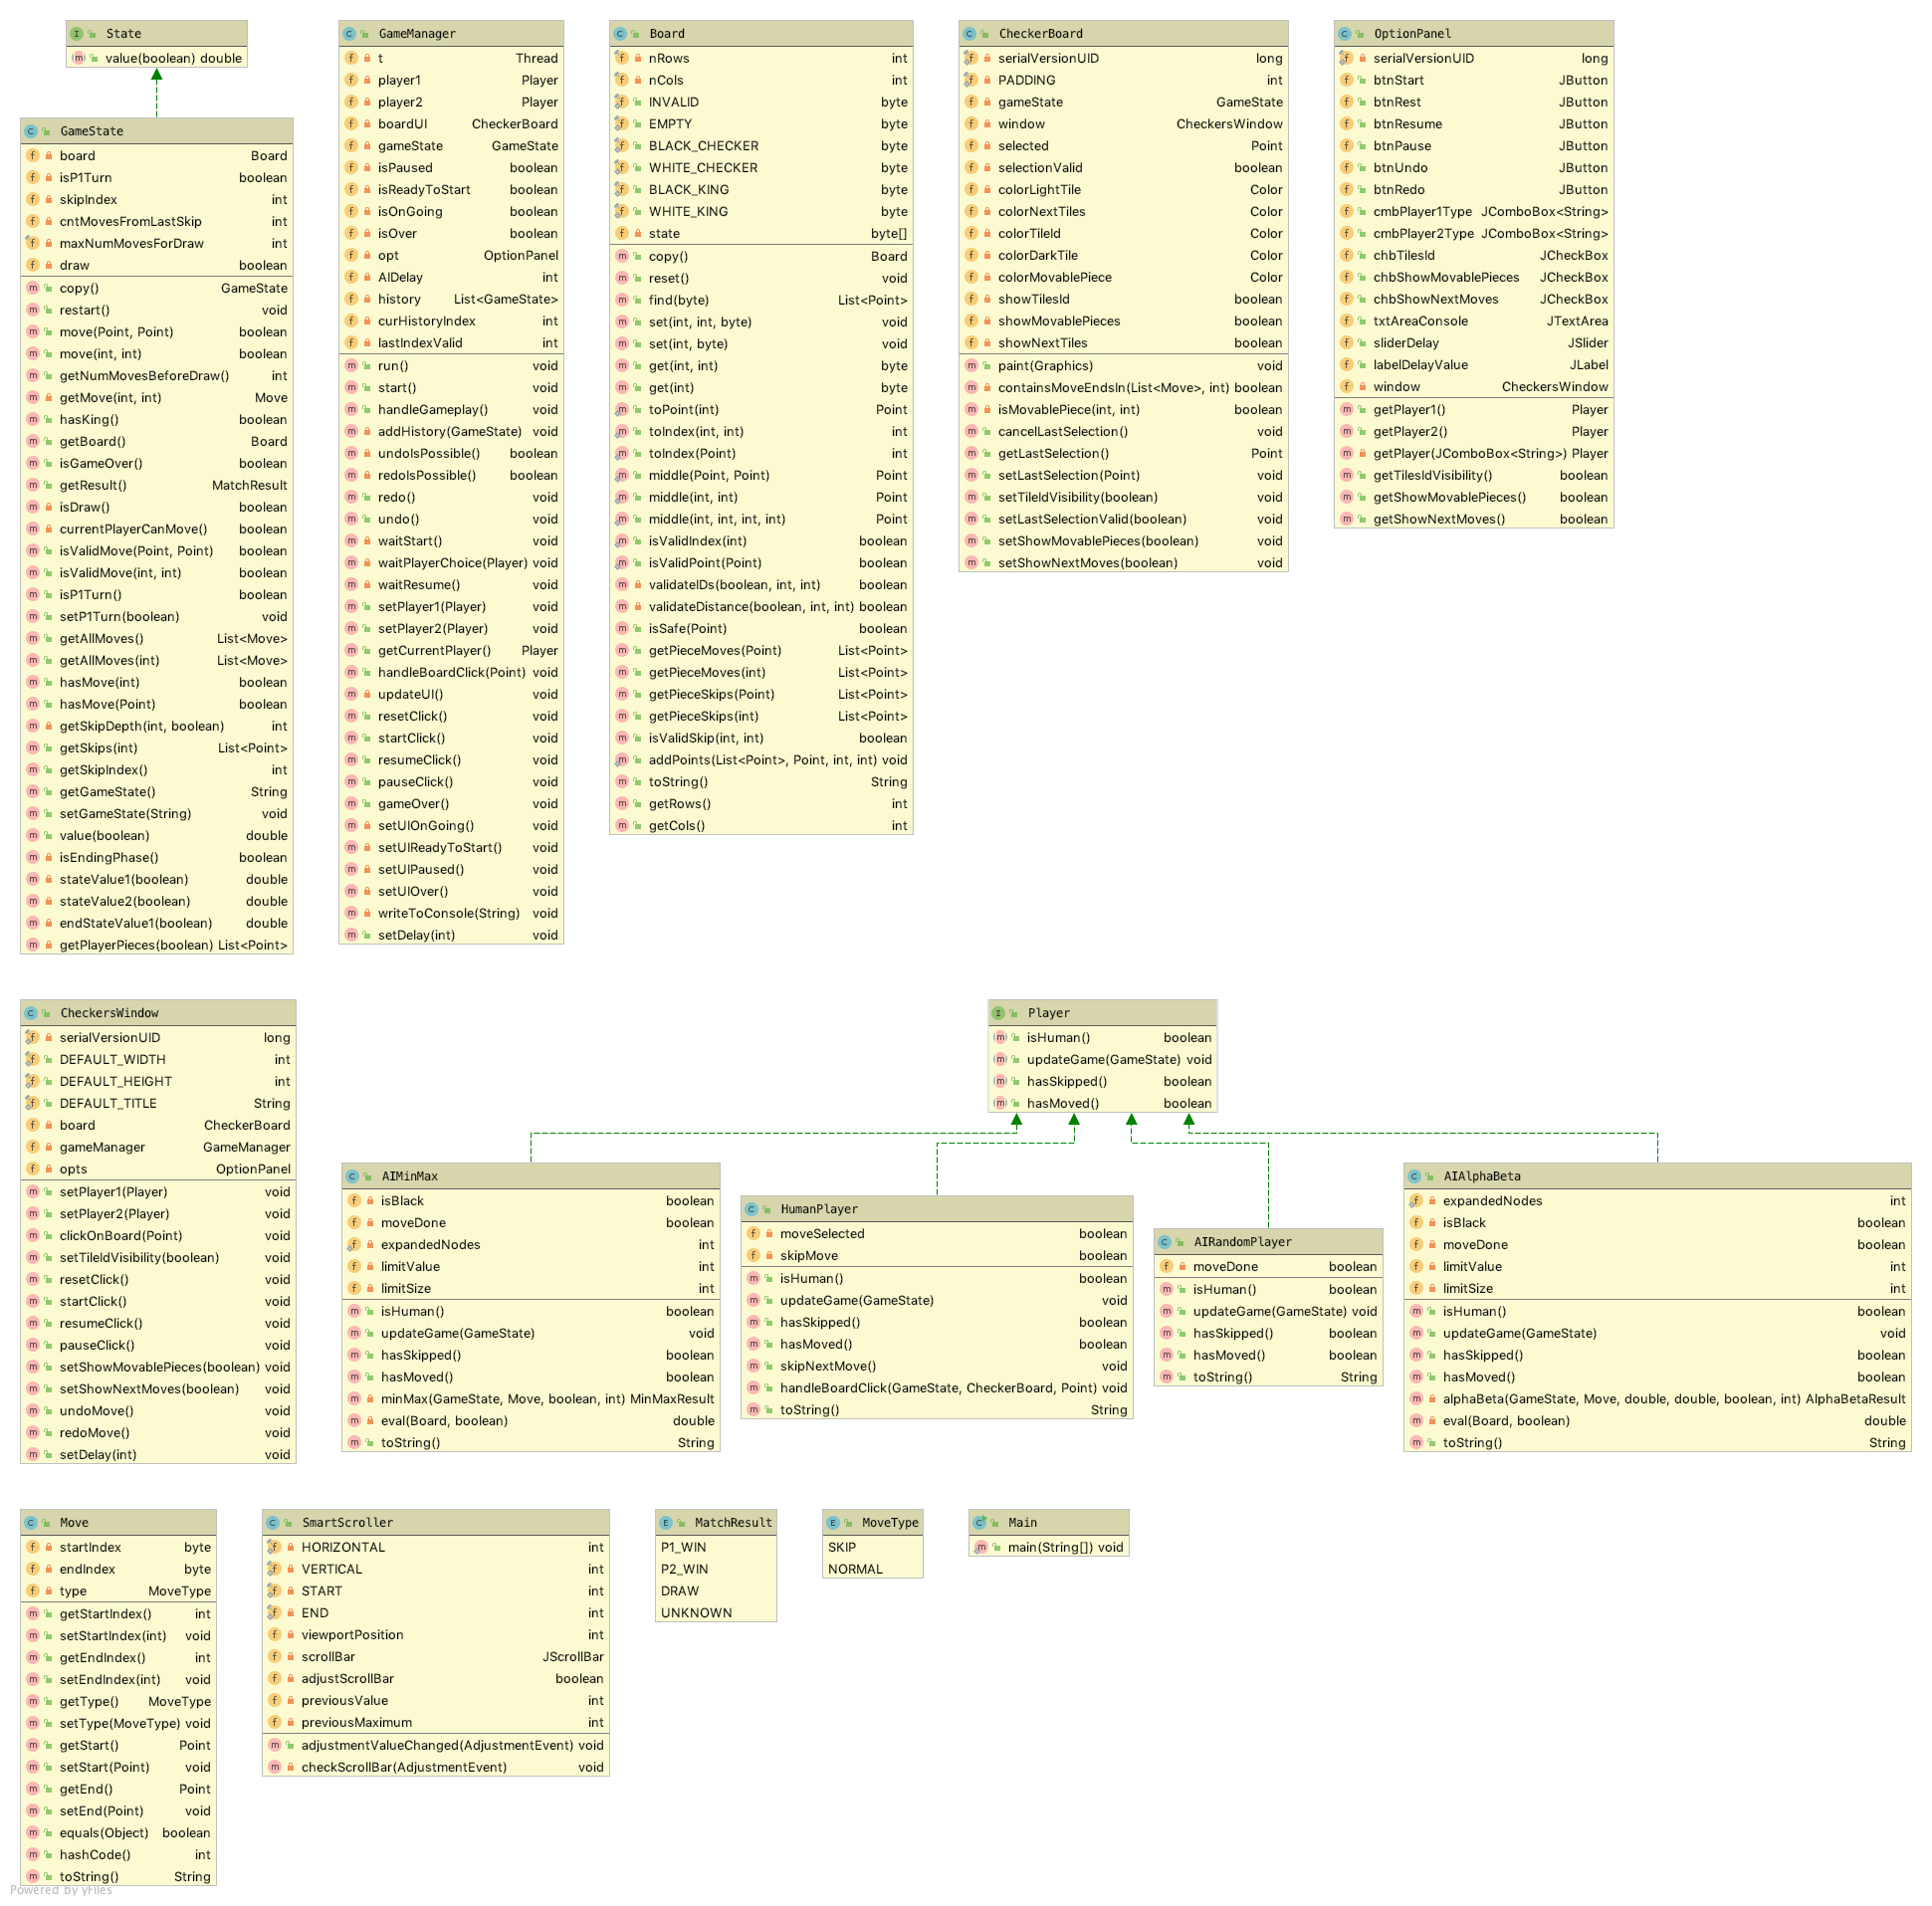 State
value(boolean) double
GameState
board Board
isP1Turn boolean
skipIndex int
cntMovesFromLastSkip int
maxNumMovesForDraw int
draw boolean
copy() GameState
restart() void
move(Point, Point) boolean
move(int, int) boolean
getNumMovesBeforeDraw() int
getMove(int, int) Move
hasKing() boolean
getBoard() Board
isGameOver() boolean
getResult() MatchResult
isDraw() boolean
currentPlayerCanMove() boolean
isValidMove(Point, Point) boolean
isValidMove(int, int) boolean
isP1Turn() boolean
setP1Turn(boolean) void
getAllMoves() List<Move>
getAllMoves(int) List<Move>
hasMove(int) boolean
hasMove(Point) boolean
getSkipDepth(int, boolean) int
getSkips(int) List<Point>
getSkipIndex() int
getGameState() String
setGameState(String) void
value(boolean) double
isEndingPhase() boolean
stateValue1(boolean) double
stateValue2(boolean) double
endStateValue1(boolean) double
getPlayerPieces(boolean) List<Point>
GameManager
t Thread
player1 Player
player2 Player
boardUI CheckerBoard
gameState GameState
isPaused boolean
isReadyToStart boolean
isOnGoing boolean
isOver boolean
opt OptionPanel
AIDelay int
history List<GameState>
curHistoryIndex int
lastIndexValid int
run() void
start() void
handleGameplay() void
addHistory(GameState) void
undoIsPossible() boolean
redoIsPossible() boolean
redo() void
undo() void
waitStart() void
waitPlayerChoice(Player) void
waitResume() void
setPlayer1(Player) void
setPlayer2(Player) void
getCurrentPlayer() Player
handleBoardClick(Point) void
updateUI() void
resetClick() void
startClick() void
resumeClick() void
pauseClick() void
gameOver() void
setUIOnGoing() void
setUIReadyToStart() void
setUIPaused() void
setUIOver() void
writeToConsole(String) void
setDelay(int) void
Board
nRows int
nCols int
INVALID byte
EMPTY byte
BLACK_CHECKER byte
WHITE_CHECKER byte
BLACK_KING byte
WHITE_KING byte
state byte[]
copy() Board
reset() void
find(byte) List<Point>
set(int, int, byte) void
set(int, byte) void
get(int, int) byte
get(int) byte
toPoint(int) Point
toIndex(int, int) int
toIndex(Point) int
middle(Point, Point) Point
middle(int, int) Point
middle(int, int, int, int) Point
isValidIndex(int) boolean
isValidPoint(Point) boolean
validateIDs(boolean, int, int) boolean
validateDistance(boolean, int, int) boolean
isSafe(Point) boolean
getPieceMoves(Point) List<Point>
getPieceMoves(int) List<Point>
getPieceSkips(Point) List<Point>
getPieceSkips(int) List<Point>
isValidSkip(int, int) boolean
addPoints(List<Point>, Point, int, int) void
toString() String
getRows() int
getCols() int
CheckerBoard
serialVersionUID long
PADDING int
gameState GameState
window CheckersWindow
selected Point
selectionValid boolean
colorLightTile Color
colorNextTiles Color
colorTileId Color
colorDarkTile Color
colorMovablePiece Color
showTilesId boolean
showMovablePieces boolean
showNextTiles boolean
paint(Graphics) void
containsMoveEndsIn(List<Move>, int) boolean
isMovablePiece(int, int) boolean
cancelLastSelection() void
getLastSelection() Point
setLastSelection(Point) void
setTileIdVisibility(boolean) void
setLastSelectionValid(boolean) void
setShowMovablePieces(boolean) void
setShowNextMoves(boolean) void
OptionPanel
serialVersionUID long
btnStart JButton
btnRest JButton
btnResume JButton
btnPause JButton
btnUndo JButton
btnRedo JButton
cmbPlayer1Type JComboBox<String>
cmbPlayer2Type JComboBox<String>
chbTilesId JCheckBox
chbShowMovablePieces JCheckBox
chbShowNextMoves JCheckBox
txtAreaConsole JTextArea
sliderDelay JSlider
labelDelayValue JLabel
window CheckersWindow
getPlayer1() Player
getPlayer2() Player
getPlayer(JComboBox<String>) Player
getTilesIdVisibility() boolean
getShowMovablePieces() boolean
getShowNextMoves() boolean
CheckersWindow
serialVersionUID long
DEFAULT_WIDTH int
DEFAULT_HEIGHT int
DEFAULT_TITLE String
board CheckerBoard
gameManager GameManager
opts OptionPanel
setPlayer1(Player) void
setPlayer2(Player) void
clickOnBoard(Point) void
setTileIdVisibility(boolean) void
resetClick() void
startClick() void
resumeClick() void
pauseClick() void
setShowMovablePieces(boolean) void
setShowNextMoves(boolean) void
undoMove() void
redoMove() void
setDelay(int) void
Player
isHuman() boolean
updateGame(GameState) void
hasSkipped() boolean
hasMoved() boolean
AIMinMax
isBlack boolean
moveDone boolean
expandedNodes int
limitValue int
limitSize int
isHuman() boolean
updateGame(GameState) void
hasSkipped() boolean
hasMoved() boolean
minMax(GameState, Move, boolean, int) MinMaxResult
eval(Board, boolean) double
toString() String
HumanPlayer
moveSelected boolean
skipMove boolean
isHuman() boolean
updateGame(GameState) void
hasSkipped() boolean
hasMoved() boolean
skipNextMove() void
handleBoardClick(GameState, CheckerBoard, Point) void
toString() String
AIRandomPlayer
moveDone boolean
isHuman() boolean
updateGame(GameState) void
hasSkipped() boolean
hasMoved() boolean
toString() String
AIAlphaBeta
expandedNodes int
isBlack boolean
moveDone boolean
limitValue int
limitSize int
isHuman() boolean
updateGame(GameState) void
hasSkipped() boolean
hasMoved() boolean
alphaBeta(GameState, Move, double, double, boolean, int) AlphaBetaResult
eval(Board, boolean) double
toString() String
Move
startIndex byte
endIndex byte
type MoveType
getStartIndex() int
setStartIndex(int) void
getEndIndex() int
setEndIndex(int) void
getType() MoveType
setType(MoveType) void
getStart() Point
setStart(Point) void
getEnd() Point
setEnd(Point) void
equals(Object) boolean
hashCode() int
toString() String
SmartScroller
HORIZONTAL int
VERTICAL int
START int
END int
viewportPosition int
scrollBar JScrollBar
adjustScrollBar boolean
previousValue int
previousMaximum int
adjustmentValueChanged(AdjustmentEvent) void
checkScrollBar(AdjustmentEvent) void
MatchResult
P1_WIN
P2_WIN
DRAW
UNKNOWN
MoveType
SKIP
NORMAL
Main
main(String[]) void
Powered by yFiles